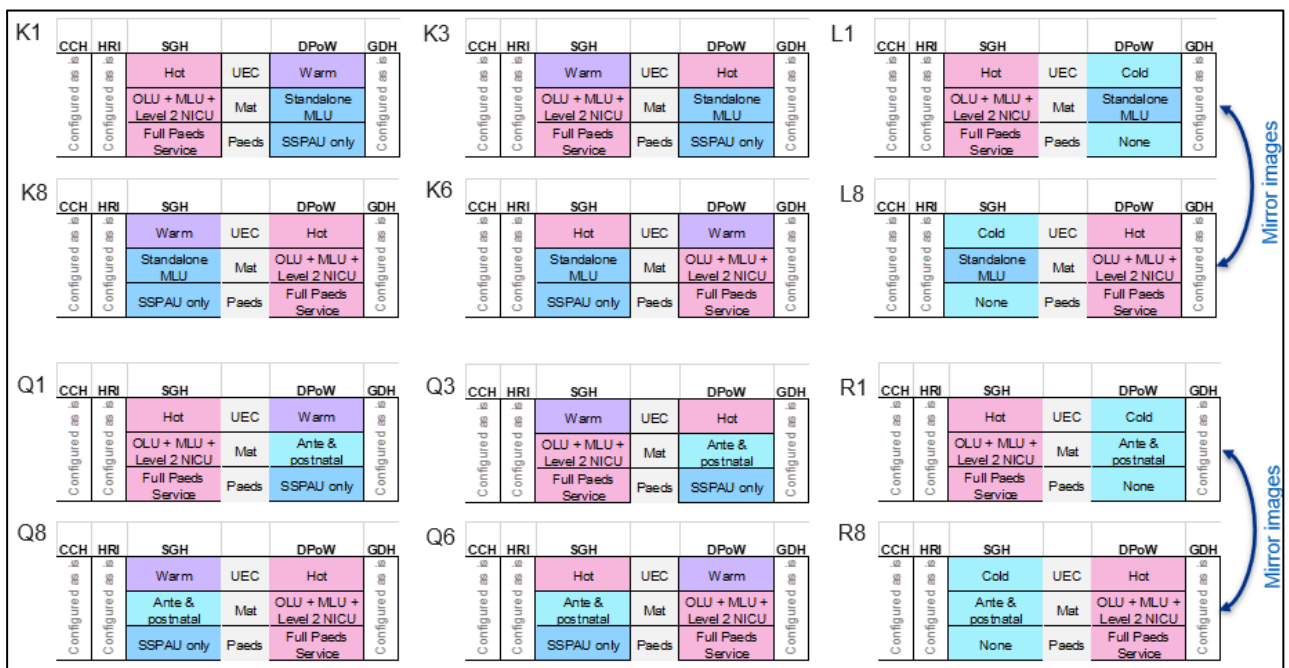 K1
CCH HRI SGH DPoW GDH
Configured as is
Configured as is
Hot UEC Warm
OLU + MLU + Level 2 NICU Mat Standalone MLU
Full Paeds Service Paeds SSPAU only
Configured as is
K3
CCH HRI SGH DPoW GDH
Configured as is
Configured as is
Warm UEC Hot
OLU + MLU + Level 2 NICU Mat Standalone MLU
Full Paeds Service Paeds SSPAU only
Configured as is
L1
CCH HRI SGH DPoW GDH
Configured as is
Configured as is
Hot UEC Cold
OLU + MLU + Level 2 NICU Mat Standalone MLU
Full Paeds Service Paeds None
Configured as is
Mirror images
K8
CCH HRI SGH DPoW GDH
Configured as is
Configured as is
Warm UEC Hot
Standalone MLU Mat OLU + MLU + Level 2 NICU
SSPAU only Paeds Full Paeds Service
Configured as is
K6
CCH HRI SGH DPoW GDH
Configured as is
Configured as is
Hot UEC Warm
Standalone MLU Mat OLU + MLU + Level 2 NICU
SSPAU only Paeds Full Paeds Service
Configured as is
L8
CCH HRI SGH DPoW GDH
Configured as is
Configured as is
Cold UEC Hot
Standalone MLU Mat OLU + MLU + Level 2 NICU
None Paeds Full Paeds Service
Configured as is
Q1
CCH HRI SGH DPoW GDH
Configured as is
Configured as is
Hot UEC Warm
OLU + MLU + Level 2 NICU Mat Ante & postnatal
Full Paeds Service Paeds SSPAU only
Configured as is
Q3
CCH HRI SGH DPoW GDH
Configured as is
Configured as is
Warm UEC Hot
OLU + MLU + Level 2 NICU Mat Ante & postnatal
Full Paeds Service Paeds SSPAU only
Configured as is
R1
CCH HRI SGH DPoW GDH
Configured as is
Configured as is
Hot UEC Cold
OLU + MLU + Level 2 NICU Mat Ante & postnatal
Full Paeds Service Paeds None
Configured as is
Mirror images
Q8
CCH HRI SGH DPoW GDH
Configured as is
Configured as is
Warm UEC Hot
Ante & postnatal Mat OLU + MLU + Level 2 NICU
SSPAU only Paeds Full Paeds Service
Configured as is
Q6
CCH HRI SGH DPoW GDH
Configured as is
Configured as is
Hot UEC Warm
Ante & postnatal Mat OLU + MLU + Level 2 NICU
SSPAU only Paeds Full Paeds Service
Configured as is
R8
CCH HRI SGH DPoW GDH
Configured as is
Configured as is
Cold UEC Hot
Ante & postnatal Mat OLU + MLU + Level 2 NICU
None Paeds Full Paeds Service
Configured as is